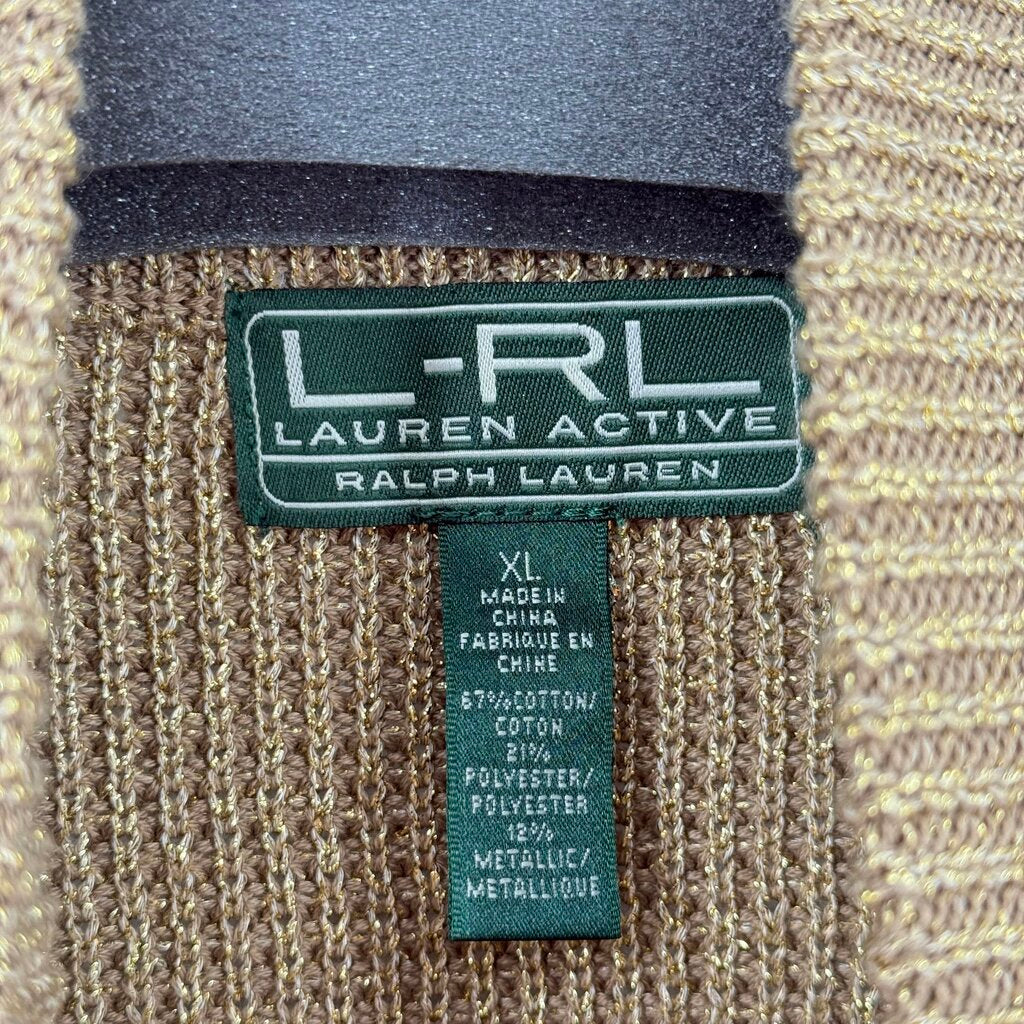 L-RL
LAUREN ACTIVE
RALPH LAUREN
XL
MADE IN
CHINA
FABRIQUE EN
CHINE
67%COTTON/
COTON
21%
POLYESTER/
POLYESTER
12%
METALLIC/
METALLIQUE